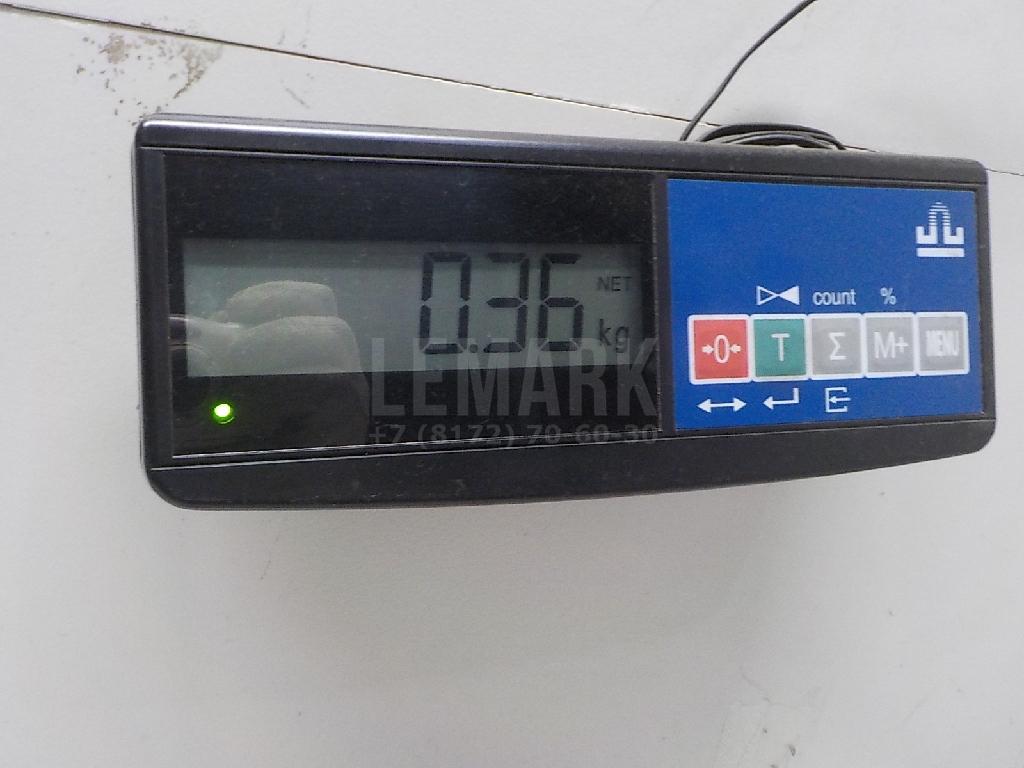 0.36
NET
kg
count %
→0← T Σ M+ MENU
LEMARK
+7 (8172) 70-60-30